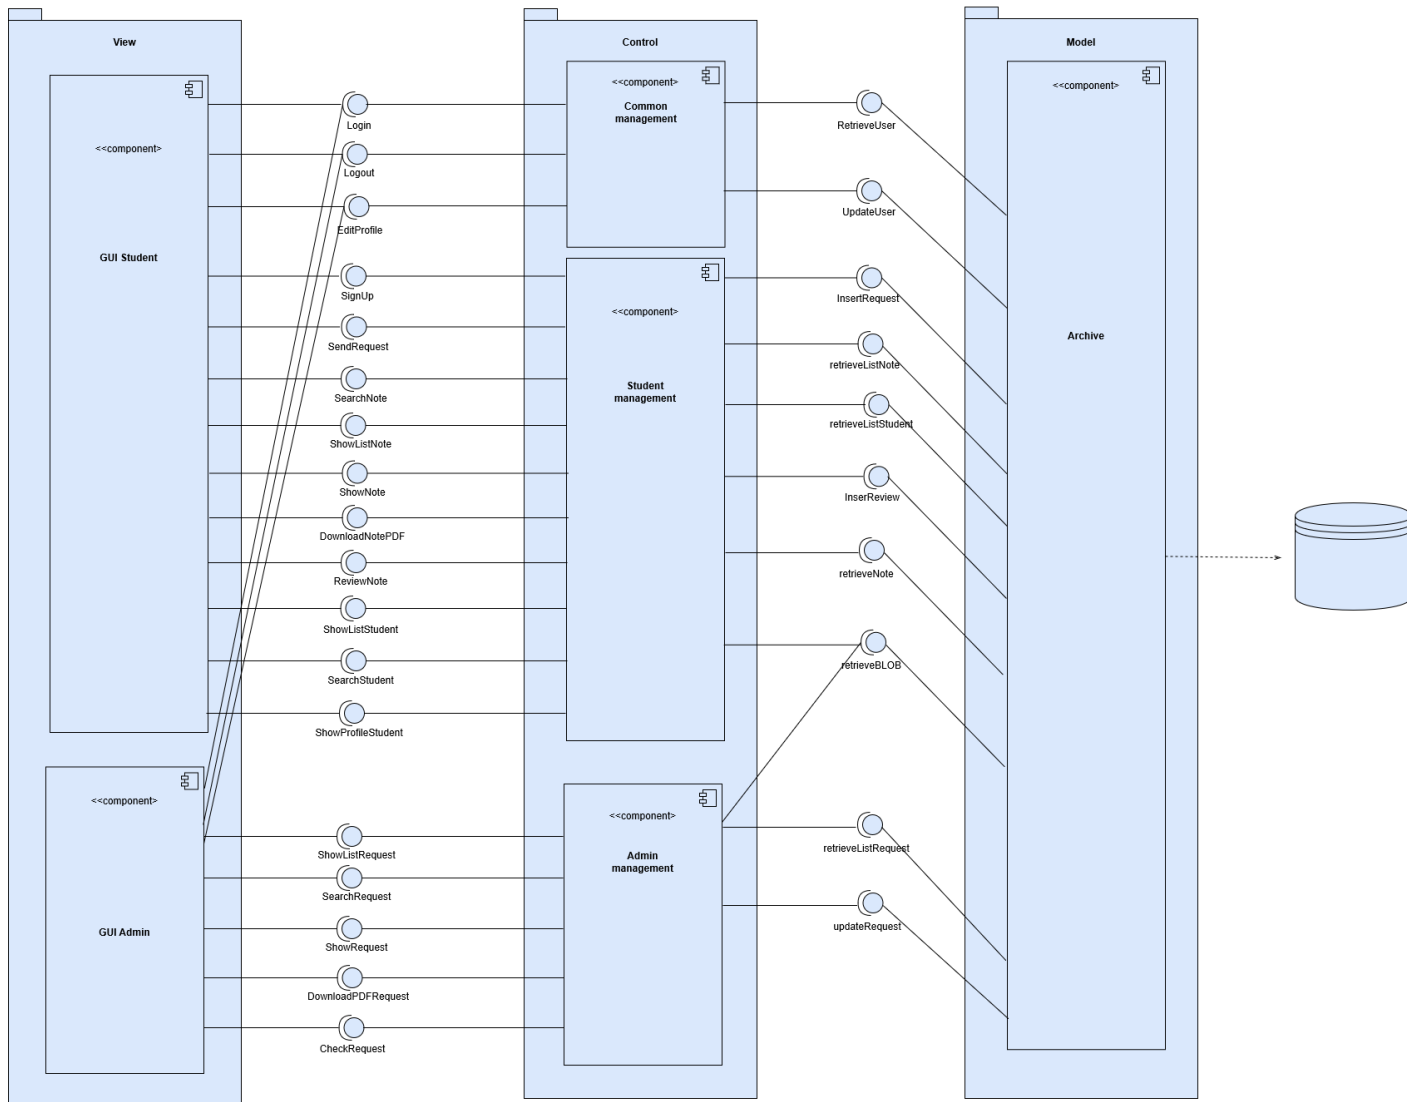 View
<<component>>
GUI Student
<<component>>
GUI Admin
Login
Logout
EditProfile
SignUp
SendRequest
SearchNote
ShowListNote
ShowNote
DownloadNotePDF
ReviewNote
ShowListStudent
SearchStudent
ShowProfileStudent
ShowListRequest
SearchRequest
ShowRequest
DownloadPDFRequest
CheckRequest
Control
<<component>>
Common
management
<<component>>
Student
management
<<component>>
Admin
management
RetrieveUser
UpdateUser
InsertRequest
retrieveListNote
retrieveListStudent
InserReview
retrieveNote
retrieveBLOB
retrieveListRequest
updateRequest
Model
<<component>>
Archive